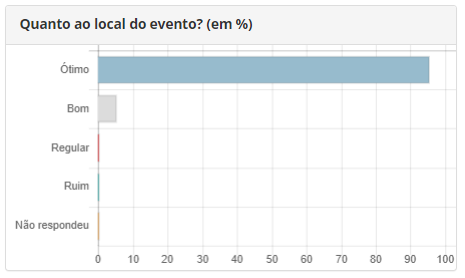 Quanto ao local do evento? (em %)
Ótimo
Bom
Regular
Ruim
Não respondeu
0 10 20 30 40 50 60 70 80 90 100